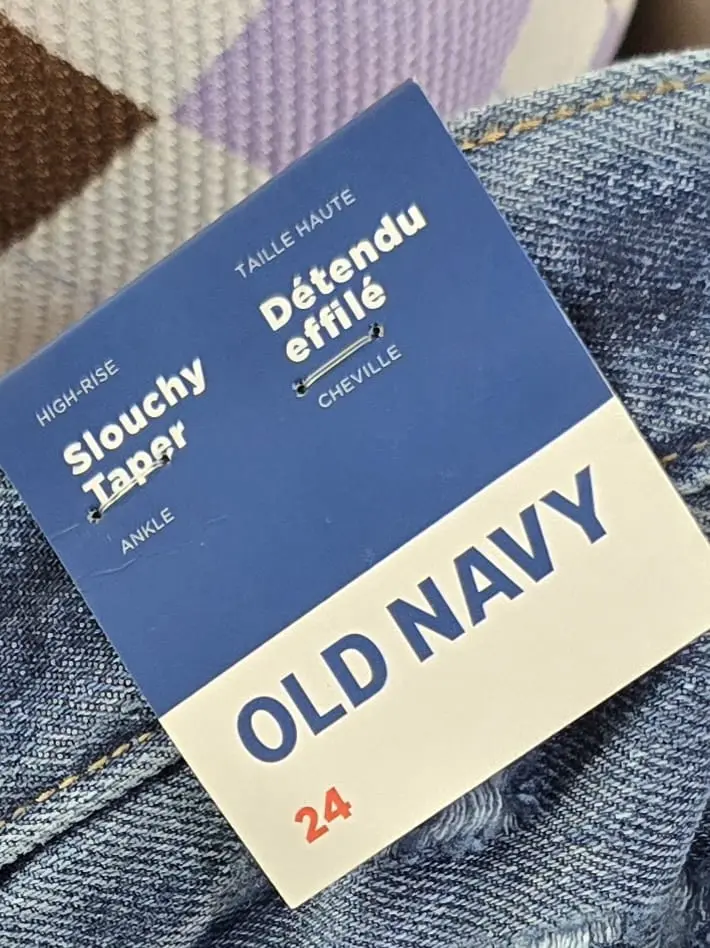 HIGH-RISE
Slouchy
Taper
ANKLE
TAILLE HAUTE
Détendu
effilé
CHEVILLE
OLD NAVY
24